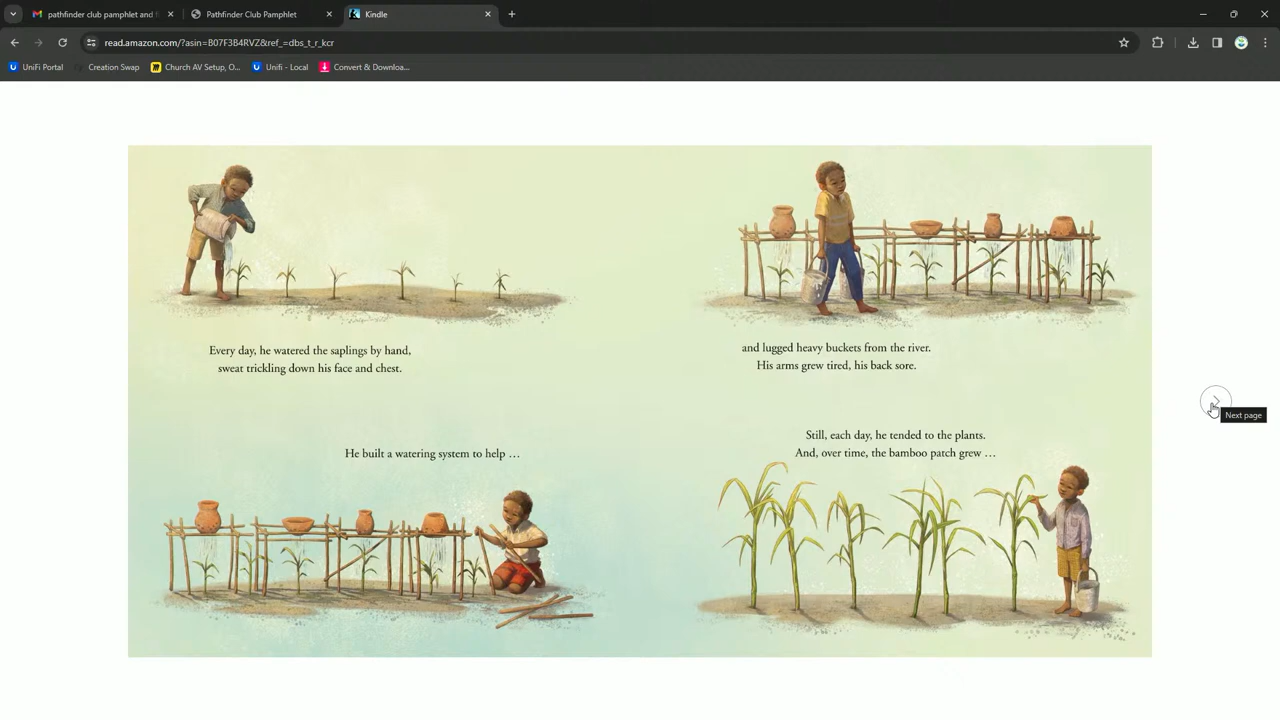 pathfinder club pamphlet and
Pathfinder Club Pamphlet
Kindle
read.amazon.com/?asin=B07F3B4RVZ&ref_=dbs_t_r_kcr
UniFi Portal
Creation Swap
Church AV Setup, O...
Unifi - Local
Convert & Downloa...
Every day, he watered the saplings by hand,
sweat trickling down his face and chest.
He built a watering system to help …
and lugged heavy buckets from the river.
His arms grew tired, his back sore.
Still, each day, he tended to the plants.
And, over time, the bamboo patch grew …
Next page